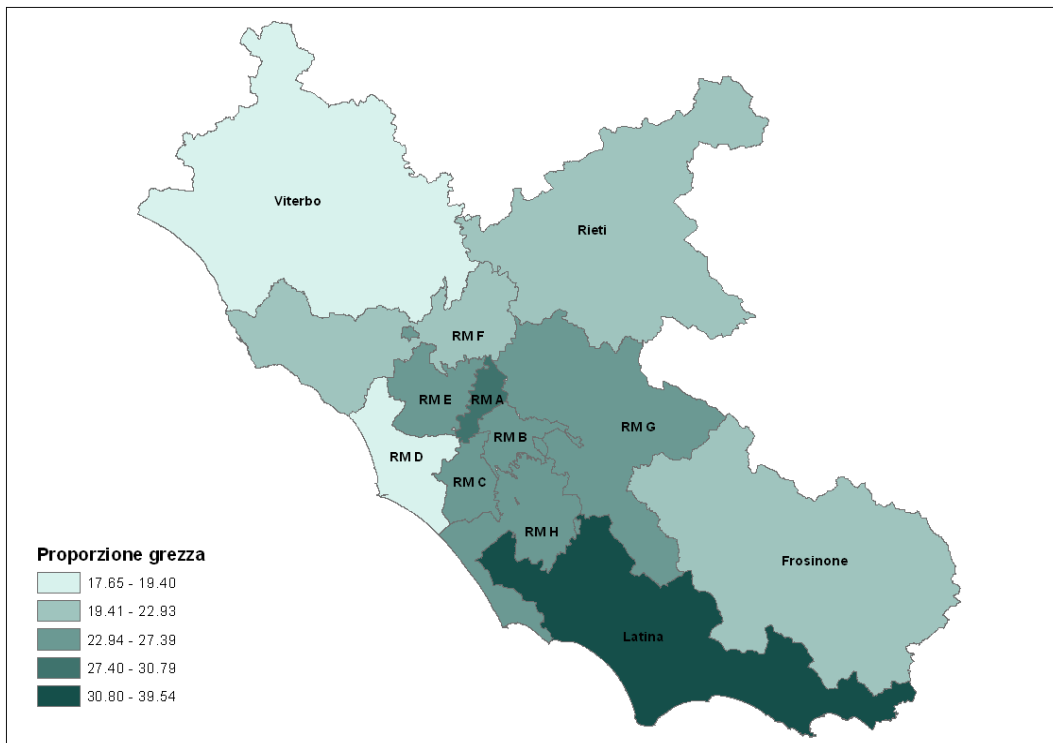 Viterbo
Rieti
RM F
RM E
RM A
RM G
RM B
RM D
RM C
RM H
Frosinone
Latina
Proporzione grezza
17.65 - 19.40
19.41 - 22.93
22.94 - 27.39
27.40 - 30.79
30.80 - 39.54